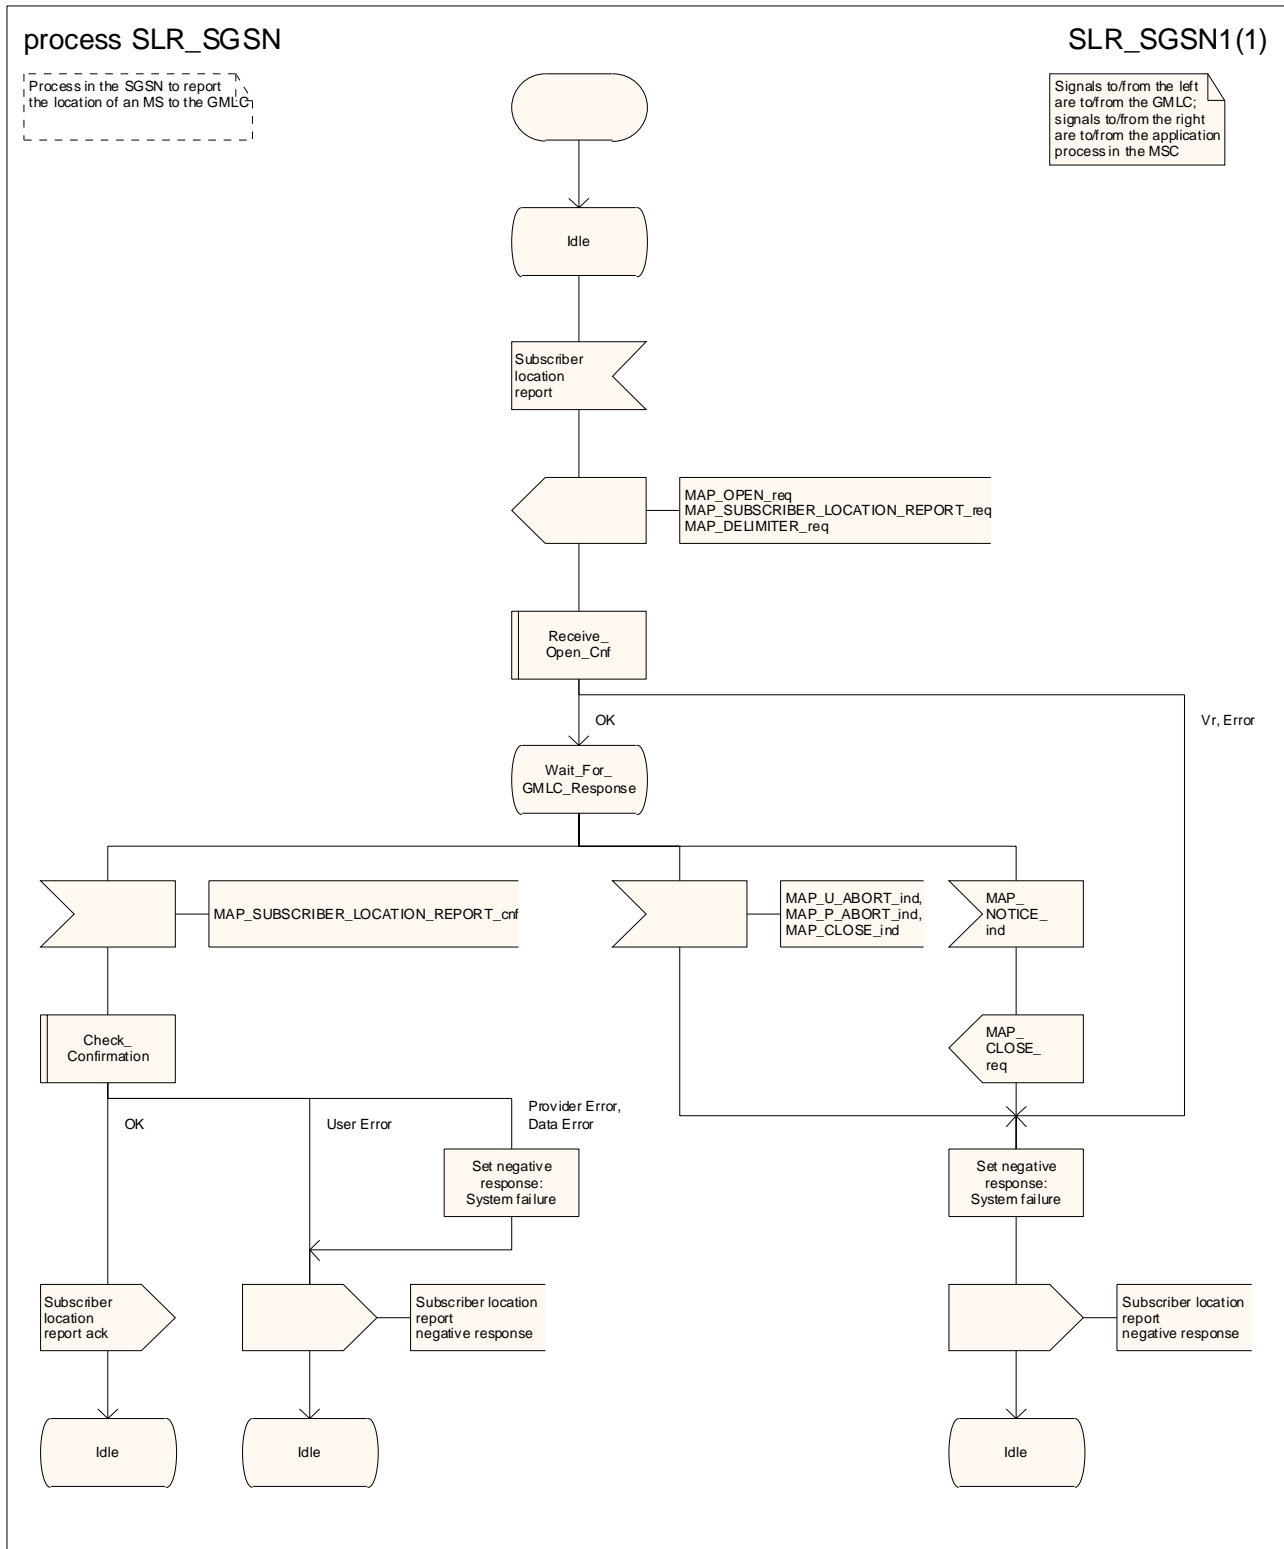 process SLR_SGSN
SLR_SGSN1(1)
Process in the SGSN to report
the location of an MS to the GMLC
Signals to/from the left
are to/from the GMLC;
signals to/from the right
are to/from the application
process in the MSC
Idle
Subscriber
location
report
MAP_OPEN_req
MAP_SUBSCRIBER_LOCATION_REPORT_req
MAP_DELIMITER_req
Receive_
Open_Cnf
OK
Vr, Error
Wait_For_
GMLC_Response
MAP_SUBSCRIBER_LOCATION_REPORT_cnf
MAP_U_ABORT_ind,
MAP_P_ABORT_ind,
MAP_CLOSE_ind
MAP_
NOTICE_
ind
Check_
Confirmation
MAP_
CLOSE_
req
OK
User Error
Provider Error,
Data Error
Set negative
response:
System failure
Set negative
response:
System failure
Subscriber
location
report ack
Subscriber location
report
negative response
Subscriber location
report
negative response
Idle
Idle
Idle